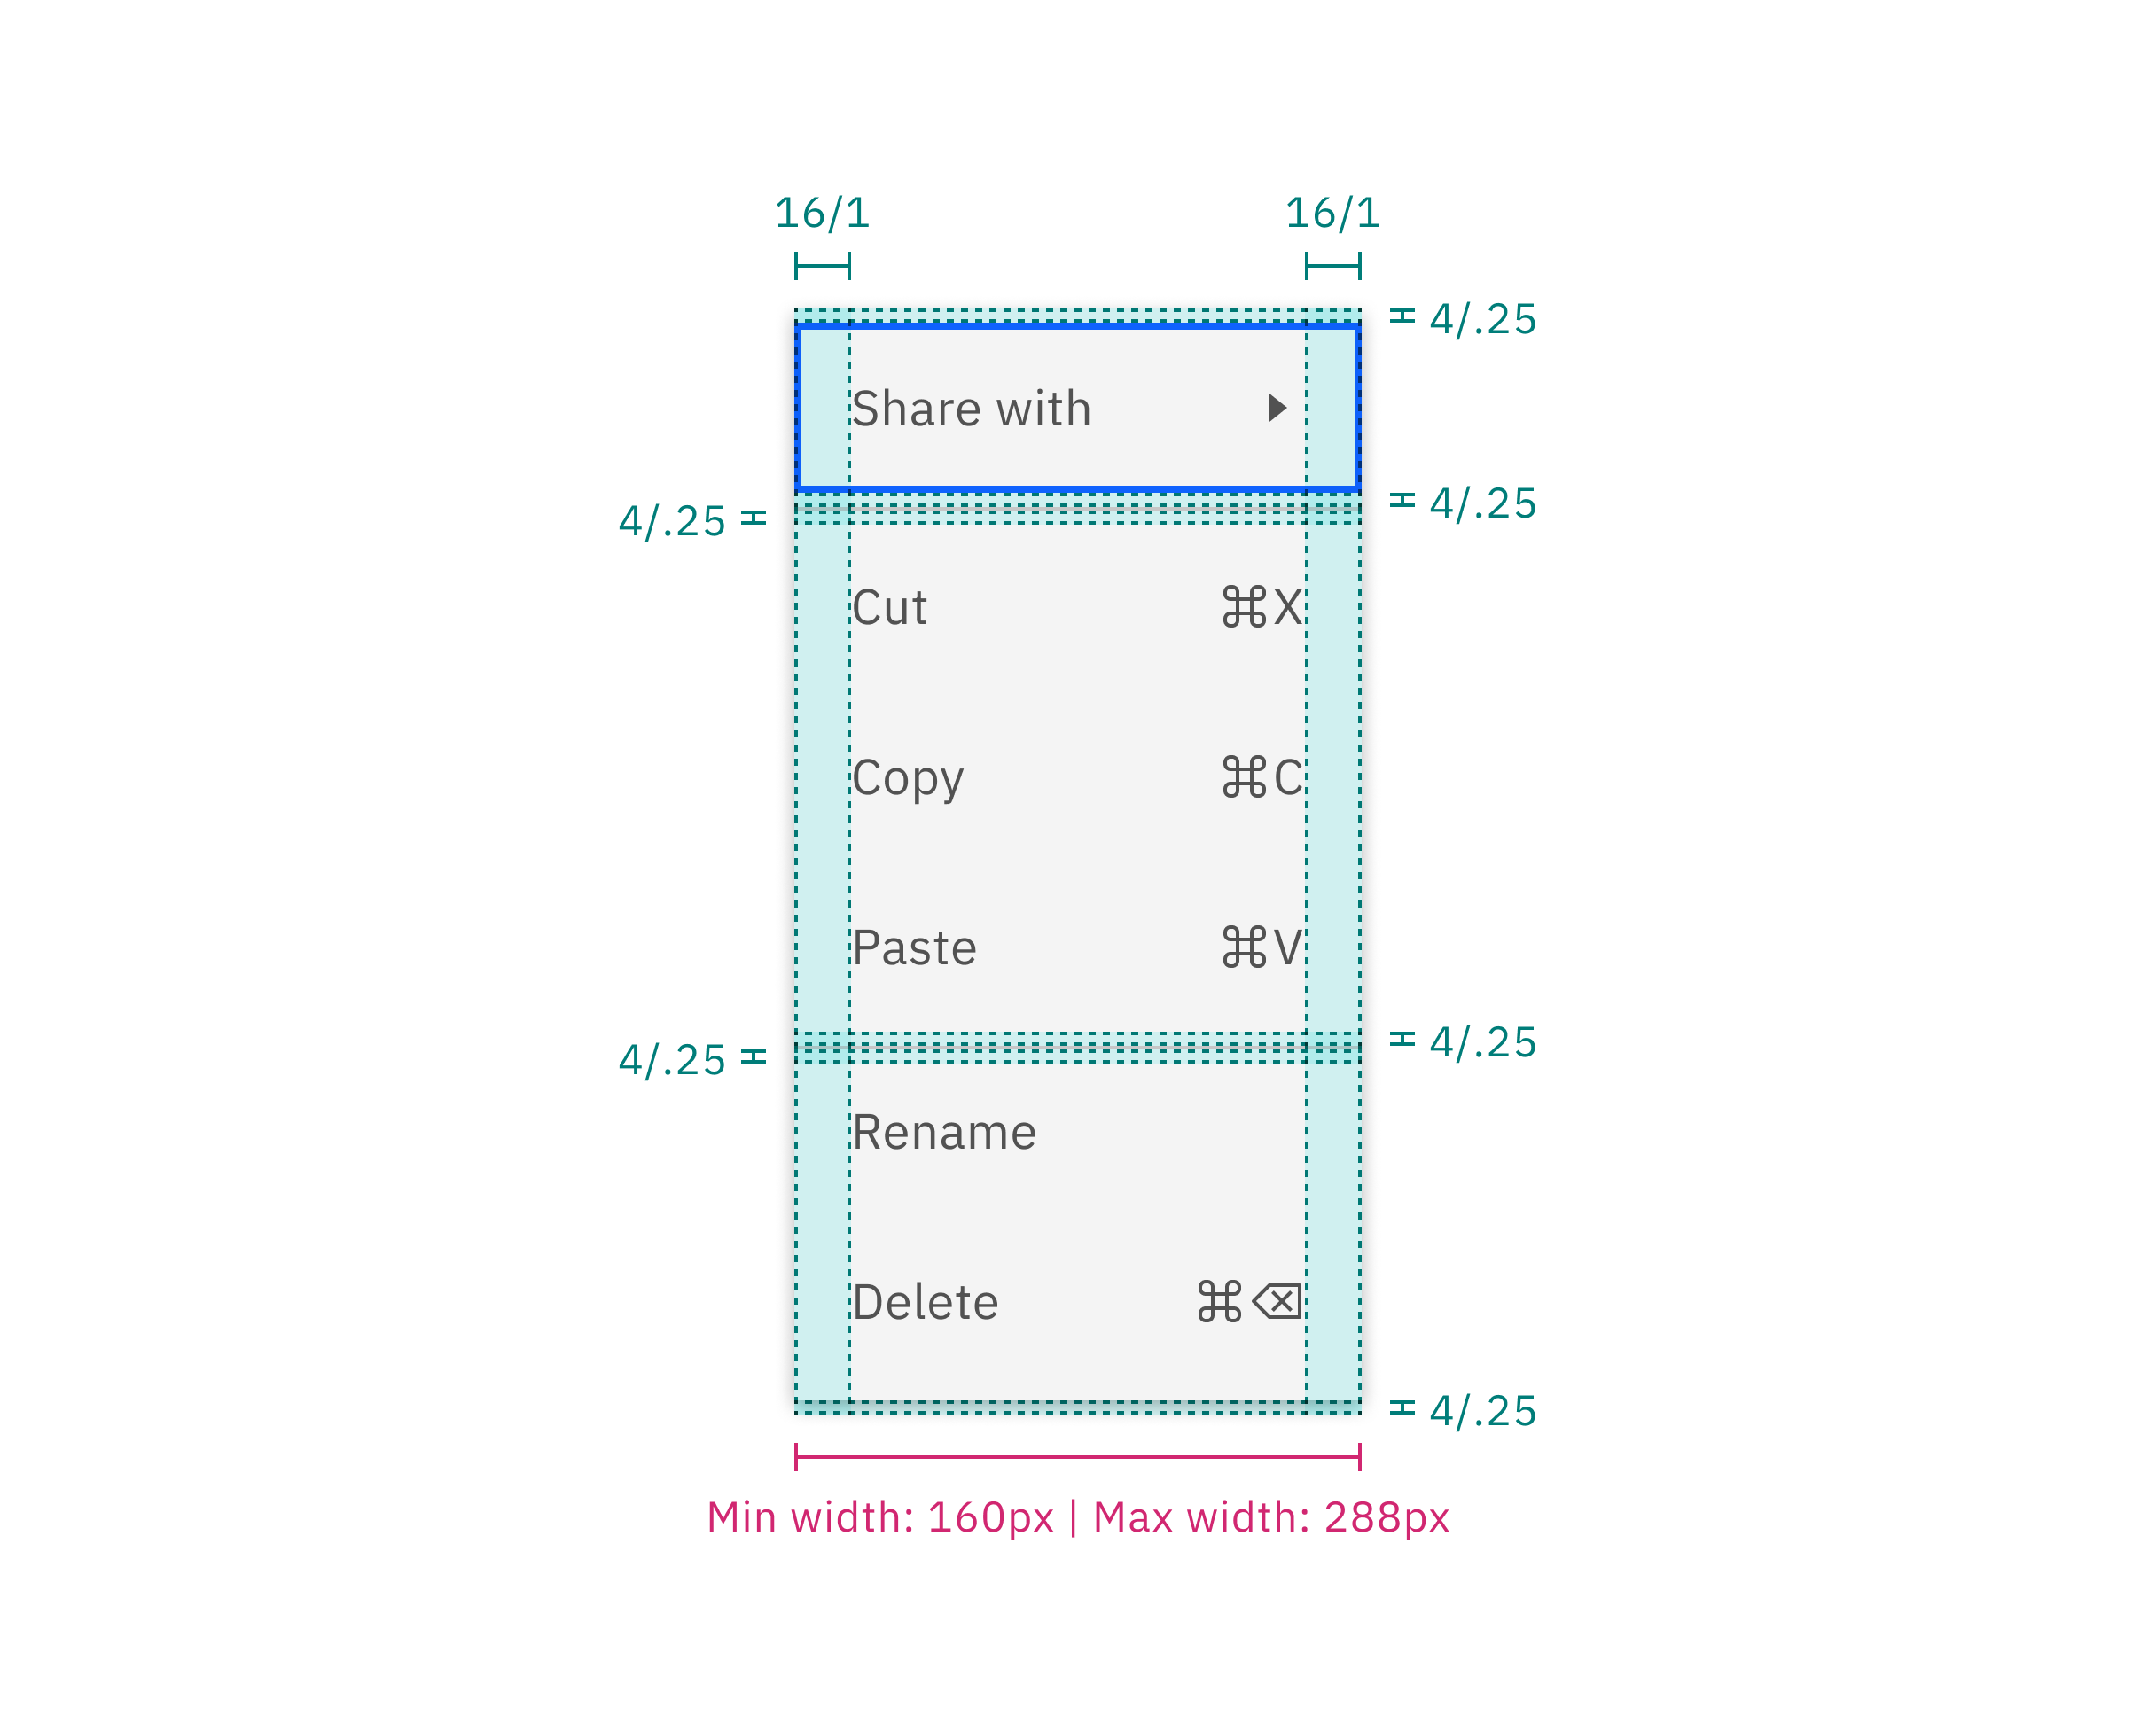 16/1 16/1
4/.25
Share with
4/.25
4/.25
Cut ⌘X
Copy ⌘C
Paste ⌘V
4/.25
4/.25
Rename
Delete ⌘⌫
4/.25
Min width: 160px | Max width: 288px